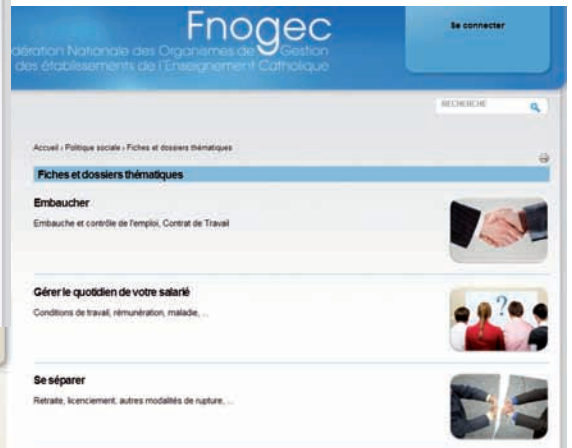 Fnogec
dération Nationale des Organismes de Gestion
des établissements de l'Enseignement Catholique
Se connecter
RECHERCHE
Accueil › Politique sociale › Fiches et dossiers thématiques
Fiches et dossiers thématiques
Embaucher
Embauche et contrôle de l'emploi, Contrat de Travail
Gérer le quotidien de votre salarié
Conditions de travail, rémunération, maladie, ...
?
Se séparer
Retraite, licenciement, autres modalités de rupture, ...